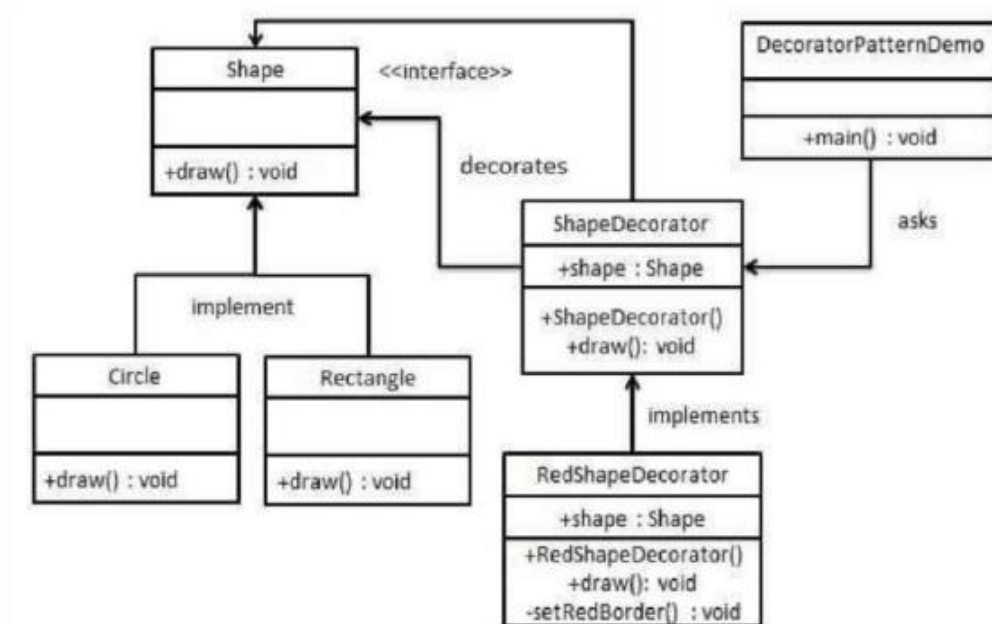 Shape
<<interface>>
+draw() : void
decorates
DecoratorPatternDemo
+main() : void
asks
ShapeDecorator
+shape : Shape
+ShapeDecorator()
+draw(): void
implement
Circle
+draw() : void
Rectangle
+draw() : void
implements
RedShapeDecorator
+shape : Shape
+RedShapeDecorator()
+draw(): void
-setRedBorder() : void